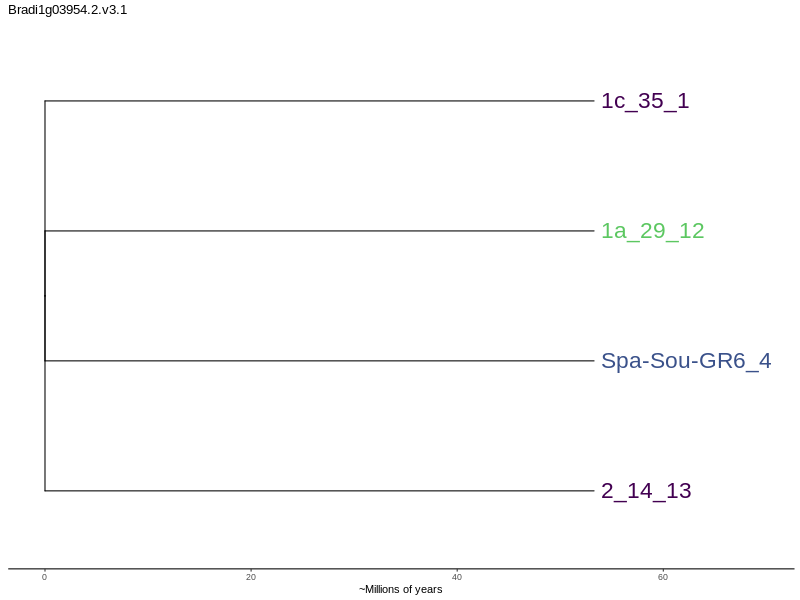 Bradi1g03954.2.v3.1
1c_35_1
1a_29_12
Spa-Sou-GR6_4
2_14_13
0 20 40 60
~Millions of years